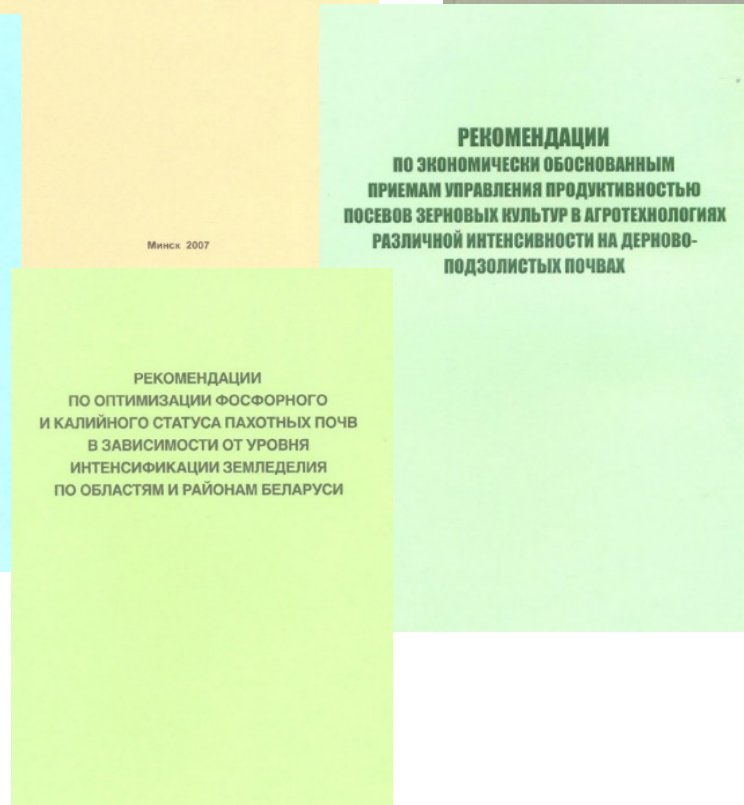 Минск 2007
РЕКОМЕНДАЦИИ
ПО ЭКОНОМИЧЕСКИ ОБОСНОВАННЫМ
ПРИЕМАМ УПРАВЛЕНИЯ ПРОДУКТИВНОСТЬЮ
ПОСЕВОВ ЗЕРНОВЫХ КУЛЬТУР В АГРОТЕХНОЛОГИЯХ
РАЗЛИЧНОЙ ИНТЕНСИВНОСТИ НА ДЕРНОВО-
ПОДЗОЛИСТЫХ ПОЧВАХ
РЕКОМЕНДАЦИИ
ПО ОПТИМИЗАЦИИ ФОСФОРНОГО
И КАЛИЙНОГО СТАТУСА ПАХОТНЫХ ПОЧВ
В ЗАВИСИМОСТИ ОТ УРОВНЯ
ИНТЕНСИФИКАЦИИ ЗЕМЛЕДЕЛИЯ
ПО ОБЛАСТЯМ И РАЙОНАМ БЕЛАРУСИ